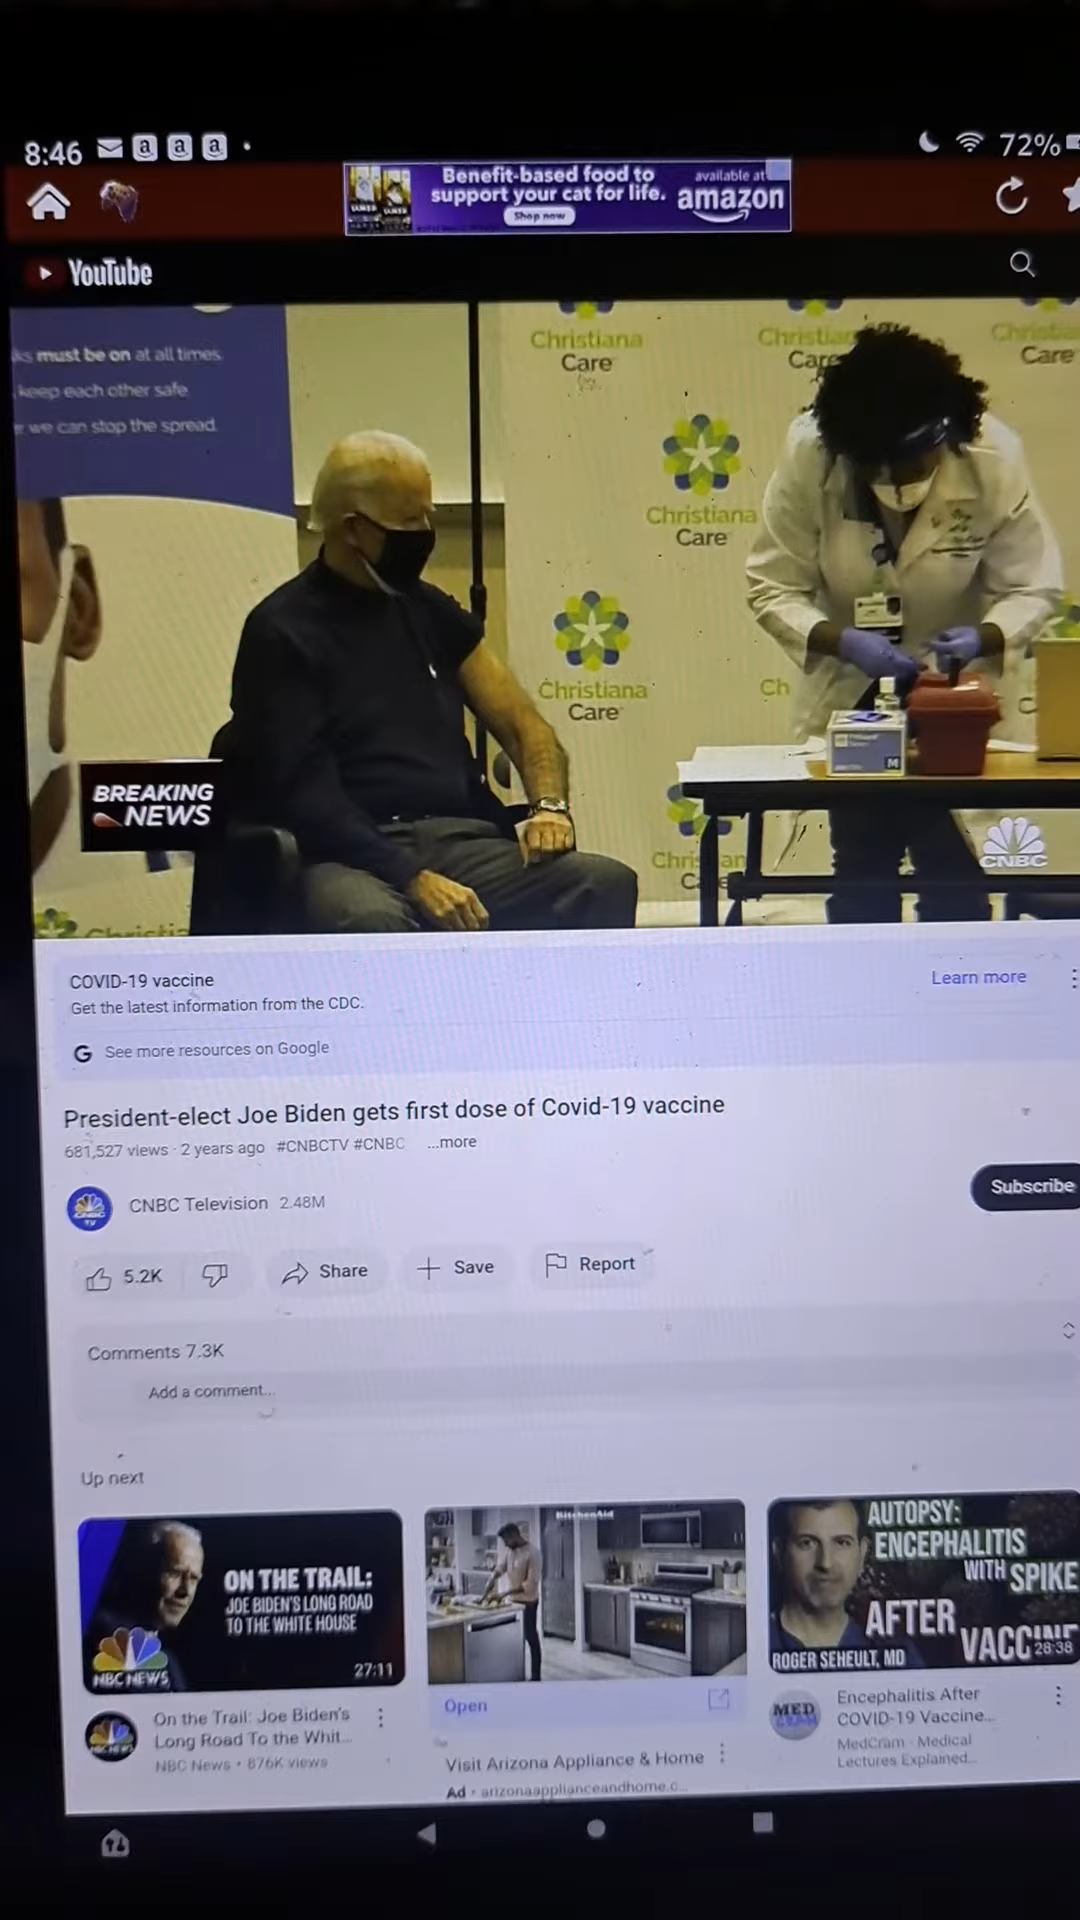 8:46
72%
Benefit-based food to
support your cat for life.
Shop now
available at
amazon
YouTube
must be on at all times
keep each other safe
we can stop the spread.
Christiana
Care
Christiana
Care
Christiana
Care
BREAKING
NEWS
CNBC
COVID-19 vaccine
Learn more
Get the latest information from the CDC.
G See more resources on Google
President-elect Joe Biden gets first dose of Covid-19 vaccine
681,527 views · 2 years ago #CNBCTV #CNBC ...more
CNBC Television 2.48M
Subscribe
5.2K
Share
Save
Report
Comments 7.3K
Add a comment...
Up next
ON THE TRAIL:
JOE BIDEN'S LONG ROAD
TO THE WHITE HOUSE
NBC NEWS
27:11
On the Trail: Joe Biden's
Long Road To the Whit...
NBC News • 876K views
KitchenAid
Open
Visit Arizona Appliance & Home
Ad · arizonaapplianceandhome.c...
AUTOPSY:
ENCEPHALITIS
WITH SPIKE
AFTER
VACCINE
ROGER SEHEULT, MD
28:38
MED
CRAM
Encephalitis After
COVID-19 Vaccine...
MedCram - Medical
Lectures Explained...